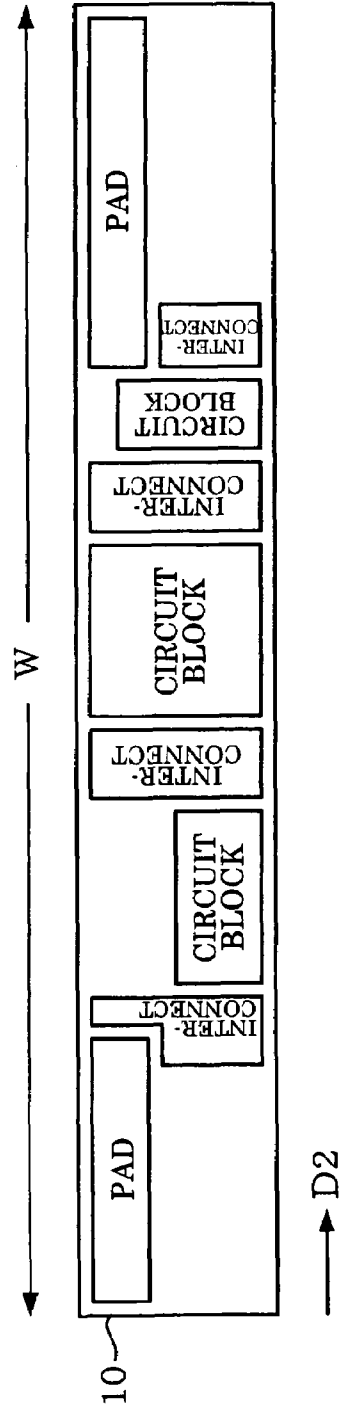 W
PAD
INTER-
CONNECT
CIRCUIT
BLOCK
INTER-
CONNECT
CIRCUIT
BLOCK
INTER-
CONNECT
CIRCUIT
BLOCK
INTER-
CONNECT
PAD
10
D2